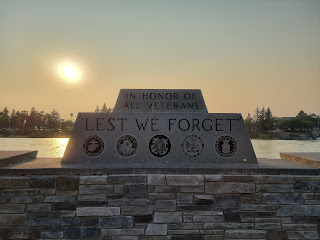 IN HONOR OF
ALL VETERANS
"LEST WE FORGET"